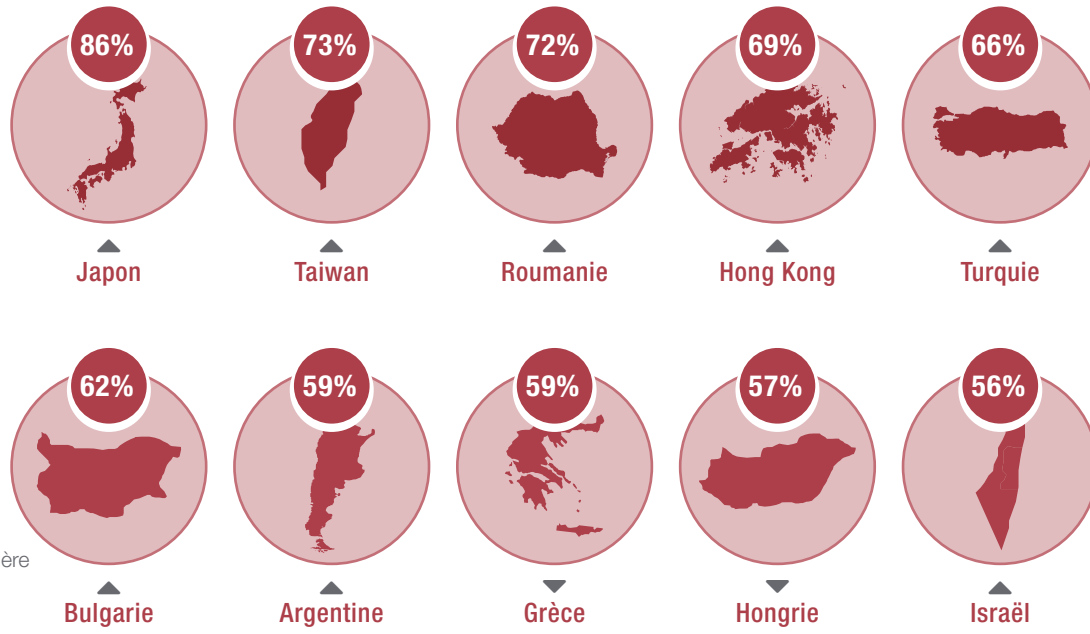 86% 73% 72% 69% 66%
Japon Taiwan Roumanie Hong Kong Turquie
62% 59% 59% 57% 56%
ère
Bulgarie Argentine Grèce Hongrie Israël